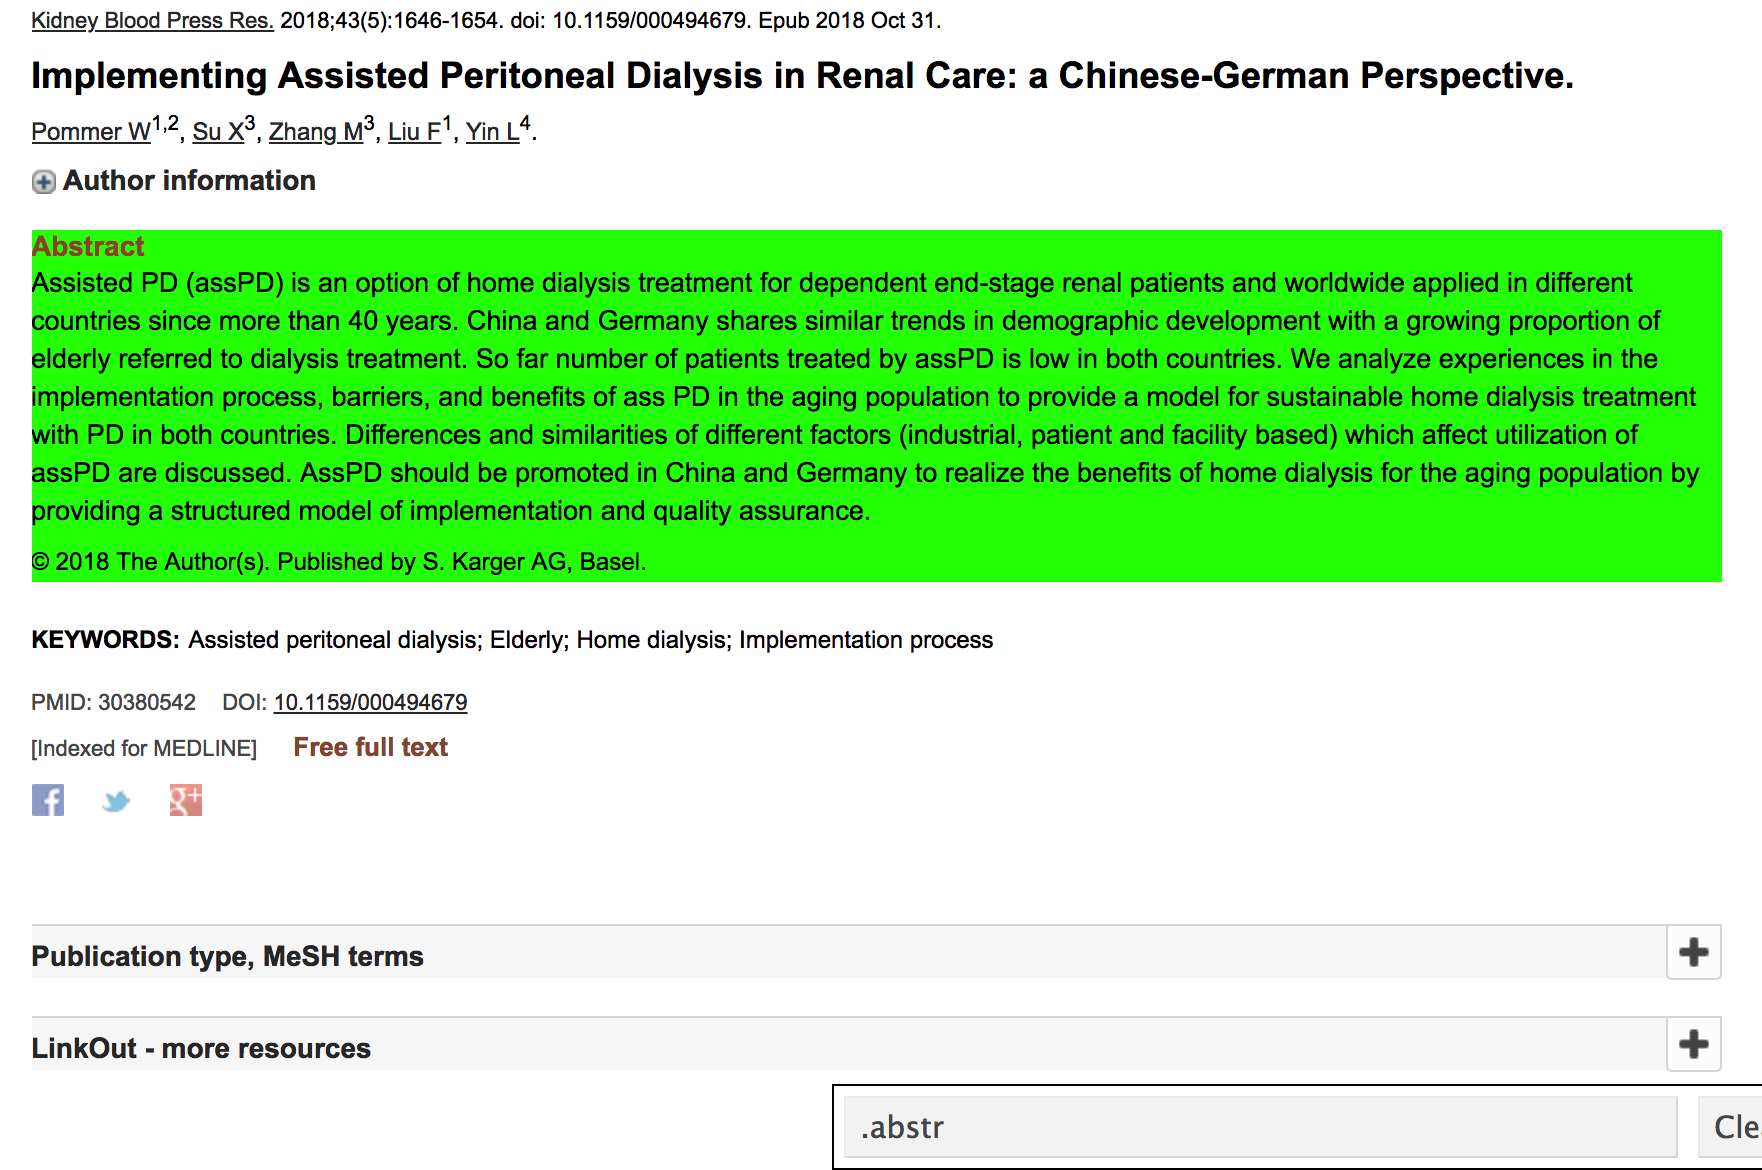 Kidney Blood Press Res. 2018;43(5):1646-1654. doi: 10.1159/000494679. Epub 2018 Oct 31.
Implementing Assisted Peritoneal Dialysis in Renal Care: a Chinese-German Perspective.
Pommer W1,2, Su X3, Zhang M3, Liu F1, Yin L4.
Author information
Abstract
Assisted PD (assPD) is an option of home dialysis treatment for dependent end-stage renal patients and worldwide applied in different
countries since more than 40 years. China and Germany shares similar trends in demographic development with a growing proportion of
elderly referred to dialysis treatment. So far number of patients treated by assPD is low in both countries. We analyze experiences in the
implementation process, barriers, and benefits of ass PD in the aging population to provide a model for sustainable home dialysis treatment
with PD in both countries. Differences and similarities of different factors (industrial, patient and facility based) which affect utilization of
assPD are discussed. AssPD should be promoted in China and Germany to realize the benefits of home dialysis for the aging population by
providing a structured model of implementation and quality assurance.
© 2018 The Author(s). Published by S. Karger AG, Basel.
KEYWORDS: Assisted peritoneal dialysis; Elderly; Home dialysis; Implementation process
PMID: 30380542 DOI: 10.1159/000494679
[Indexed for MEDLINE] Free full text
f g+
Publication type, MeSH terms
LinkOut - more resources
.abstr Cle